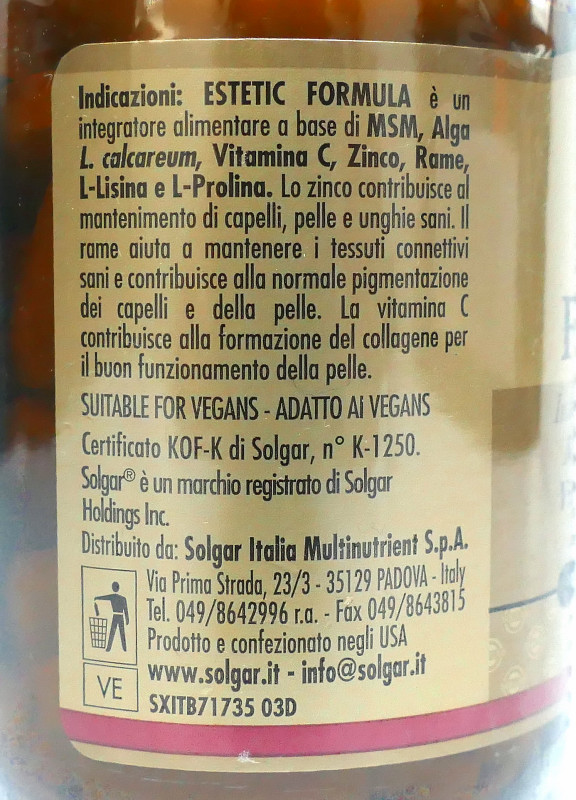 Indicazioni: ESTETIC FORMULA è un
integratore alimentare a base di MSM, Alga
L. calcareum, Vitamina C, Zinco, Rame,
L-Lisina e L-Prolina. Lo zinco contribuisce al
mantenimento di capelli, pelle e unghie sani. Il
rame aiuta a mantenere i tessuti connettivi
sani e contribuisce alla normale pigmentazione
dei capelli e della pelle. La vitamina C
contribuisce alla formazione del collagene per
il buon funzionamento della pelle.
SUITABLE FOR VEGANS - ADATTO Ai VEGANS
Certificato KOF-K di Solgar, n° K-1250.
Solgar® è un marchio registrato di Solgar
Holdings Inc.
Distribuito da: Solgar Italia Multinutrient S.p.A.
Via Prima Strada, 23/3 - 35129 PADOVA - Italy
Tel. 049/8642996 r.a. - Fax 049/8643815
Prodotto e confezionato negli USA
www.solgar.it - info@solgar.it
VE
SXITB71735 03D